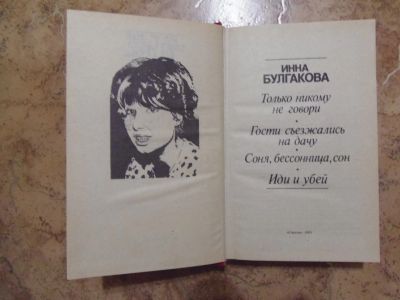 ИННА
БУЛГАКОВА
Только никому
не говори
•
Гости съезжались
на дачу
•
Соня, бессонница, сон
•
Иди и убей